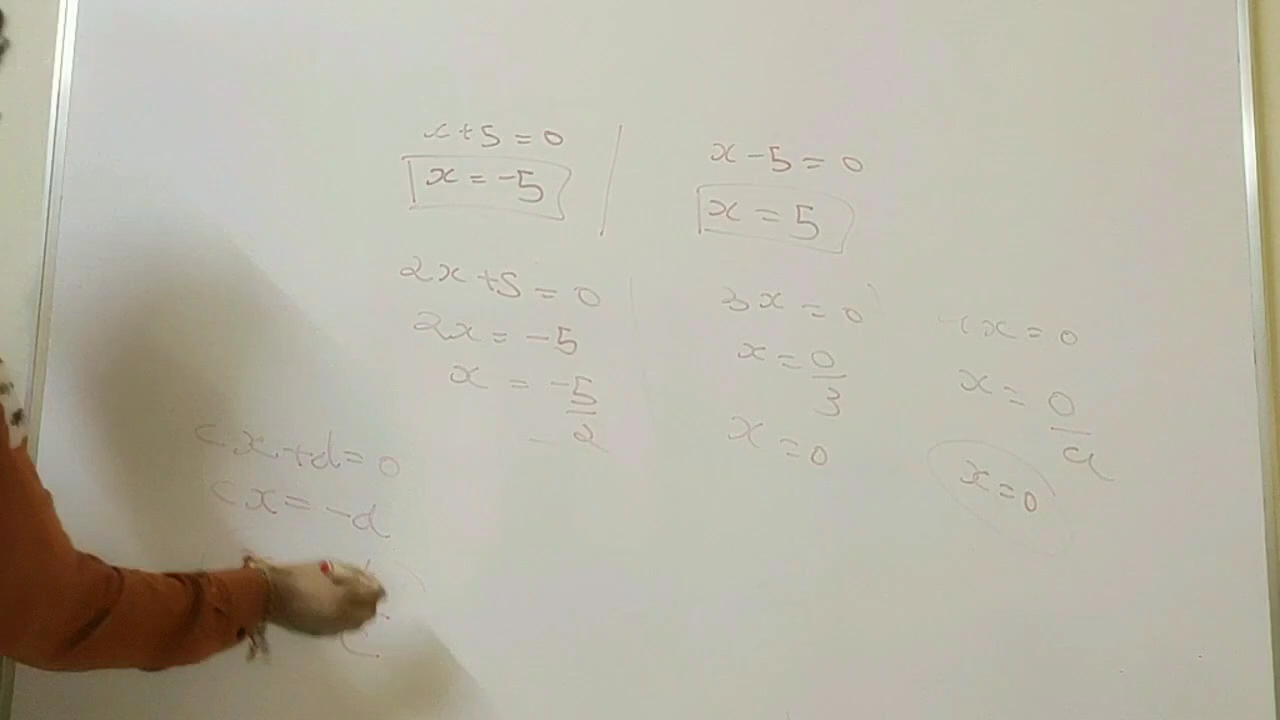 x+5=0
x=-5
x-5=0
x=5
2x+5=0
2x=-5
x=-5/2
3x=0
x=0/3
x=0
x=0
x=0/a
x=0
cx+d=0
cx=-d